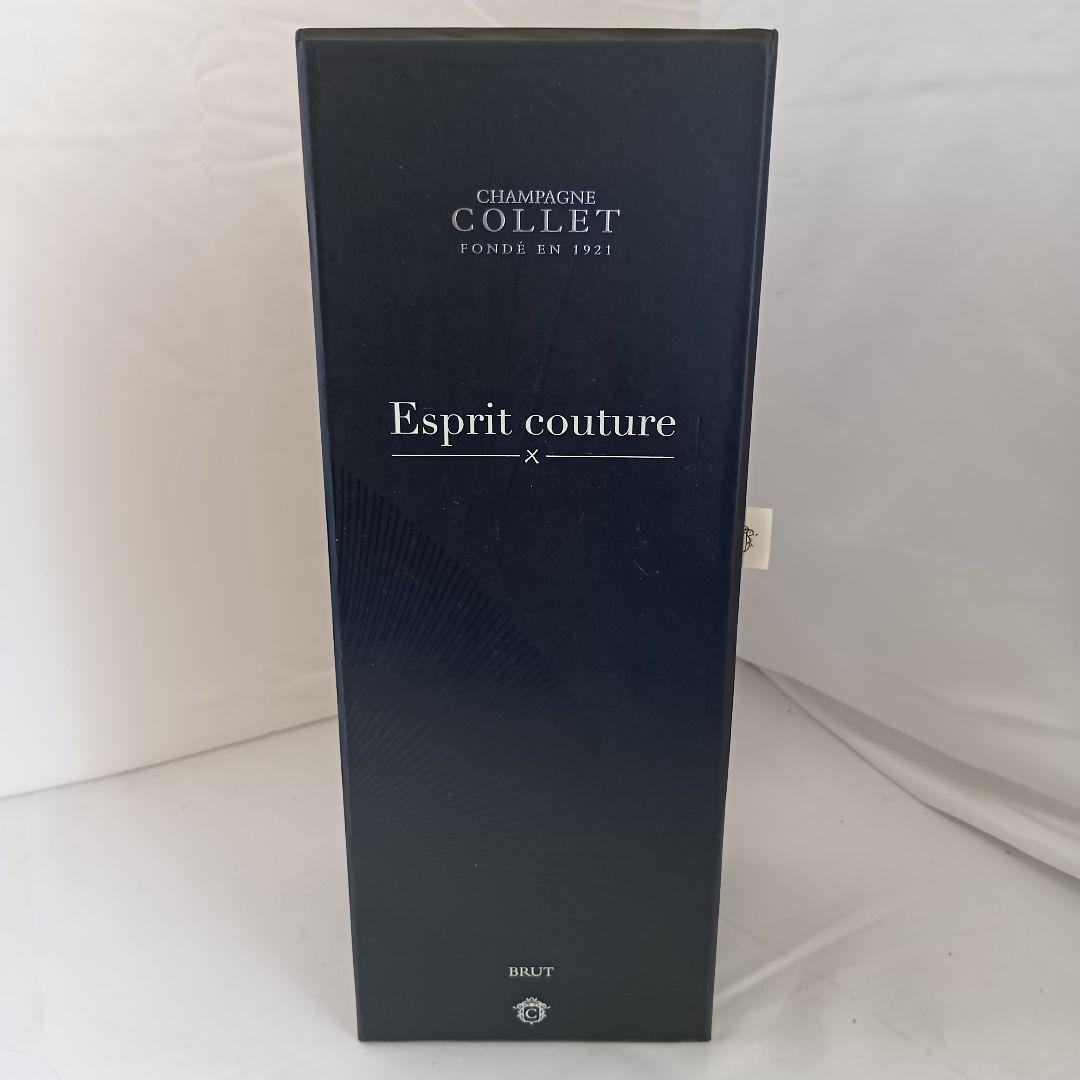 CHAMPAGNE
COLLET
FONDÉ EN 1921
Esprit couture
BRUT
C